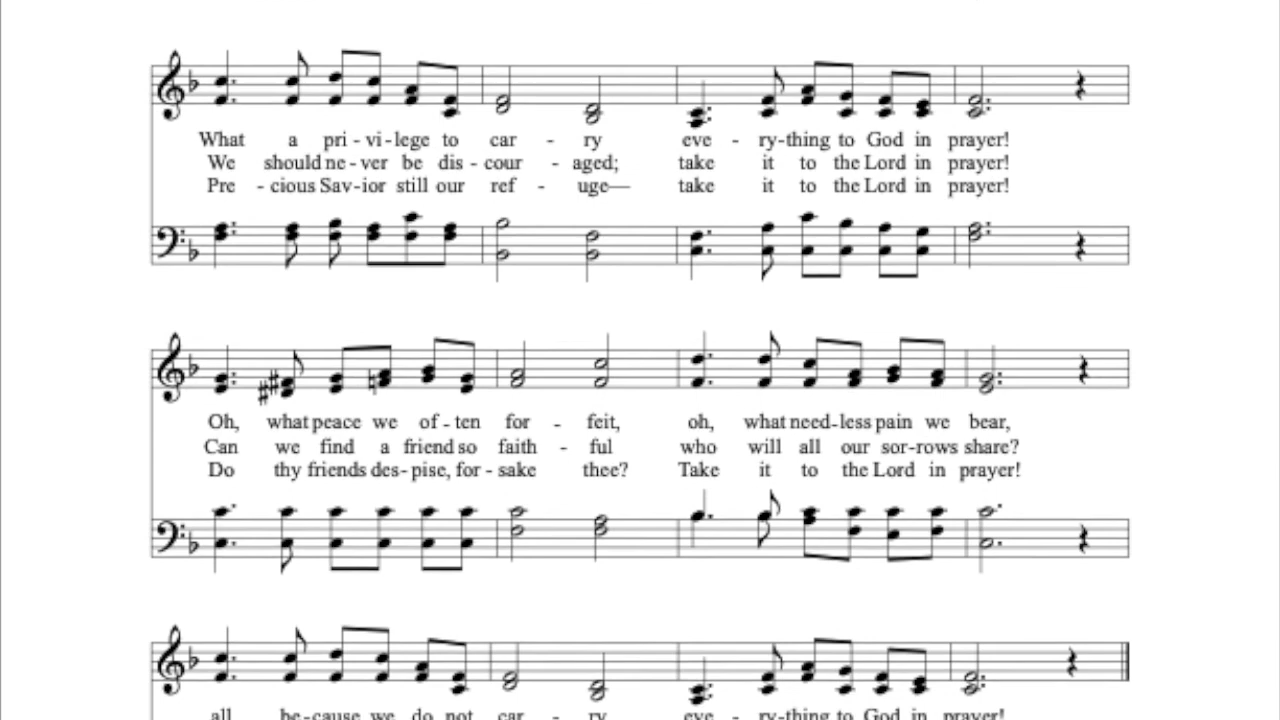 What a pri - vi - lege to car - ry eve - ry - thing to God in prayer!
We should ne - ver be dis - cour - aged; take it to the Lord in prayer!
Pre - cious Sav - ior still our ref - uge— take it to the Lord in prayer!
Oh, what peace we of - ten for - feit, oh, what need - less pain we bear,
Can we find a friend so faith - ful who will all our sor - rows share?
Do thy friends des - pise, for - sake thee? Take it to the Lord in prayer!
all be - cause we do not car - ry eve - ry - thing to God in prayer!